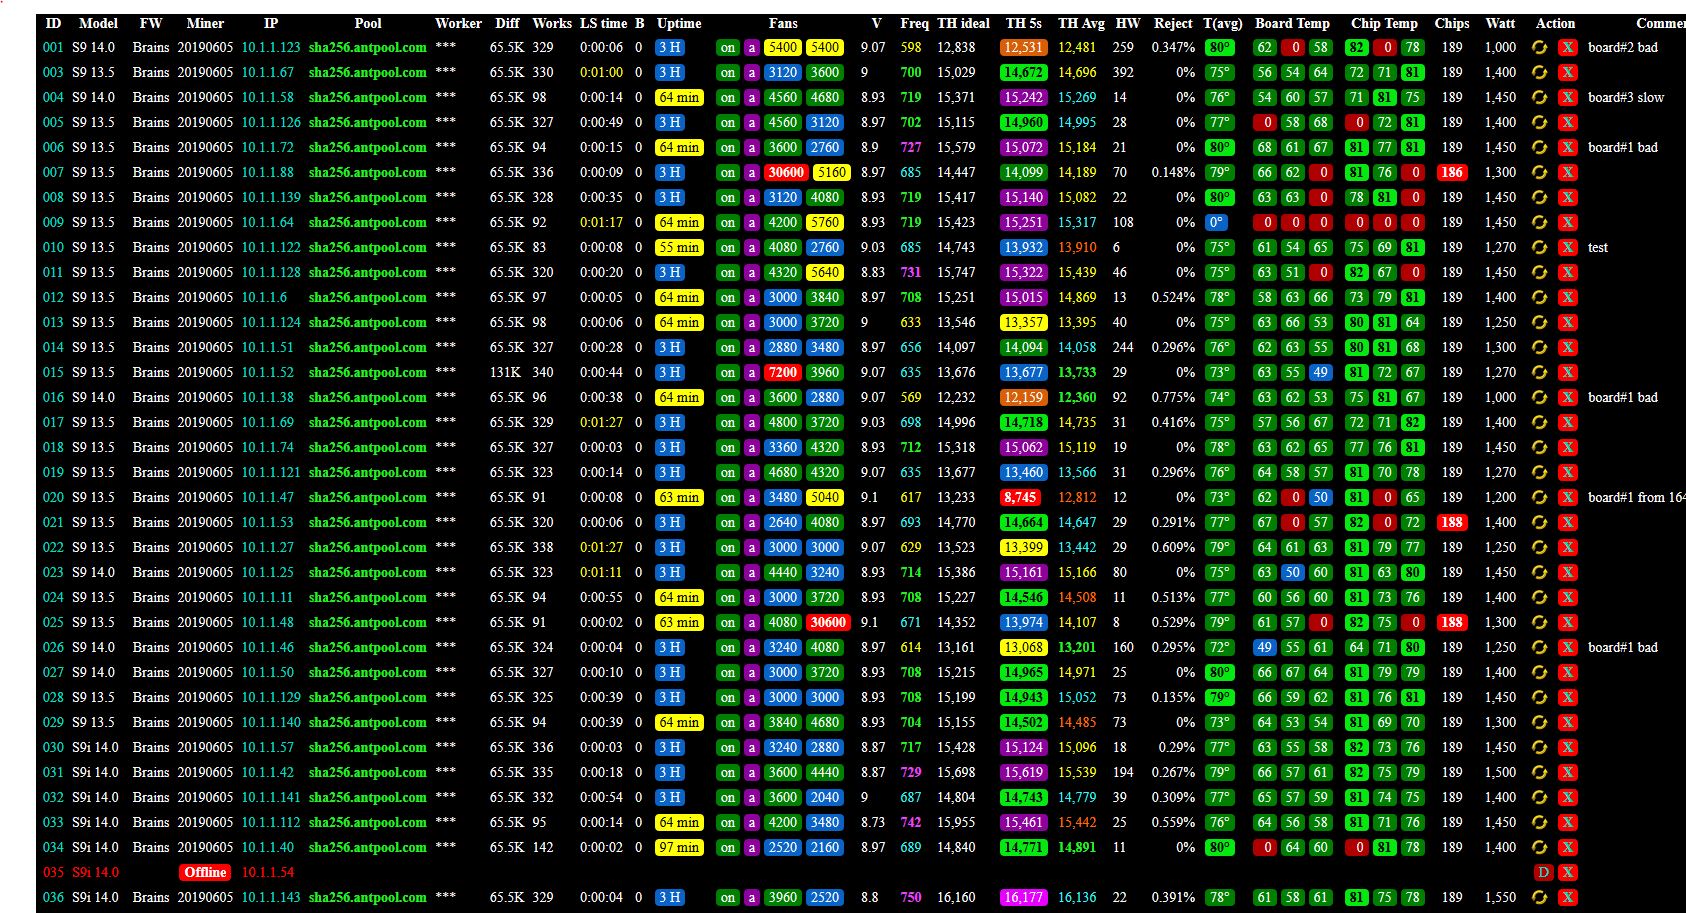 ID Model FW Miner IP Pool Worker Diff Works LS time B Uptime Fans V Freq TH ideal TH 5s TH Avg HW Reject T(avg) Board Temp Chip Temp Chips Watt Action Commen
001 S9 14.0 Brains 20190605 10.1.1.123 sha256.antpool.com *** 65.5K 329 0:00:06 0 3 H on a 5400 5400 9.07 598 12,838 12,531 12,481 259 0.347% 80° 62 0 58 82 0 78 189 1,000 X board#2 bad
003 S9 13.5 Brains 20190605 10.1.1.67 sha256.antpool.com *** 65.5K 330 0:01:00 0 3 H on a 3120 3600 9 700 15,029 14,672 14,696 392 0% 75° 56 54 64 72 71 81 189 1,400 X
004 S9 14.0 Brains 20190605 10.1.1.58 sha256.antpool.com *** 65.5K 98 0:00:14 0 64 min on a 4560 4680 8.93 719 15,371 15,242 15,269 14 0% 76° 54 60 57 71 81 75 189 1,450 X board#3 slow
005 S9 13.5 Brains 20190605 10.1.1.126 sha256.antpool.com *** 65.5K 327 0:00:49 0 3 H on a 4560 3120 8.97 702 15,115 14,960 14,995 28 0% 77° 0 58 68 0 72 81 189 1,400 X
006 S9 13.5 Brains 20190605 10.1.1.72 sha256.antpool.com *** 65.5K 94 0:00:15 0 64 min on a 3600 2760 8.9 727 15,579 15,072 15,184 21 0% 80° 68 61 67 81 77 81 189 1,450 X board#1 bad
007 S9 13.5 Brains 20190605 10.1.1.88 sha256.antpool.com *** 65.5K 336 0:00:09 0 3 H on a 30600 5160 8.97 685 14,447 14,099 14,189 70 0.148% 79° 66 62 0 81 76 0 186 1,300 X
008 S9 13.5 Brains 20190605 10.1.1.139 sha256.antpool.com *** 65.5K 328 0:00:35 0 3 H on a 3120 4080 8.97 719 15,417 15,140 15,082 22 0% 80° 63 63 0 78 81 0 189 1,450 X
009 S9 13.5 Brains 20190605 10.1.1.64 sha256.antpool.com *** 65.5K 92 0:01:17 0 64 min on a 4200 5760 8.93 719 15,423 15,251 15,317 108 0% 0° 0 0 0 0 0 0 189 1,450 X
010 S9 13.5 Brains 20190605 10.1.1.122 sha256.antpool.com *** 65.5K 83 0:00:08 0 55 min on a 4080 2760 9.03 685 14,743 13,932 13,910 6 0% 75° 61 54 65 75 69 81 189 1,270 X test
011 S9 13.5 Brains 20190605 10.1.1.128 sha256.antpool.com *** 65.5K 320 0:00:20 0 3 H on a 4320 5640 8.83 731 15,747 15,322 15,439 46 0% 75° 63 51 0 82 67 0 189 1,450 X
012 S9 13.5 Brains 20190605 10.1.1.6 sha256.antpool.com *** 65.5K 97 0:00:05 0 64 min on a 3000 3840 8.97 708 15,251 15,015 14,869 13 0.524% 78° 58 63 66 73 79 81 189 1,400 X
013 S9 13.5 Brains 20190605 10.1.1.124 sha256.antpool.com *** 65.5K 98 0:00:06 0 64 min on a 3000 3720 9 633 13,546 13,357 13,395 40 0% 75° 63 66 53 80 81 64 189 1,250 X
014 S9 13.5 Brains 20190605 10.1.1.51 sha256.antpool.com *** 65.5K 327 0:00:28 0 3 H on a 2880 3480 8.97 656 14,097 14,094 14,058 244 0.296% 76° 62 63 55 80 81 68 189 1,300 X
015 S9 13.5 Brains 20190605 10.1.1.52 sha256.antpool.com *** 131K 340 0:00:44 0 3 H on a 7200 3960 9.07 635 13,676 13,677 13,733 29 0% 73° 63 55 49 81 72 67 189 1,270 X
016 S9 14.0 Brains 20190605 10.1.1.38 sha256.antpool.com *** 65.5K 96 0:00:38 0 64 min on a 3600 2880 9.07 569 12,232 12,159 12,360 92 0.775% 74° 63 62 53 75 81 67 189 1,000 X board#1 bad
017 S9 13.5 Brains 20190605 10.1.1.69 sha256.antpool.com *** 65.5K 329 0:01:27 0 3 H on a 4800 3720 9.03 698 14,996 14,718 14,735 31 0.416% 75° 57 56 67 72 71 82 189 1,400 X
018 S9 13.5 Brains 20190605 10.1.1.74 sha256.antpool.com *** 65.5K 327 0:00:03 0 3 H on a 3360 4320 8.93 712 15,318 15,062 15,119 19 0% 78° 63 62 65 77 76 81 189 1,450 X
019 S9 13.5 Brains 20190605 10.1.1.121 sha256.antpool.com *** 65.5K 323 0:00:14 0 3 H on a 4680 4320 9.07 635 13,677 13,460 13,566 31 0.296% 76° 64 58 57 81 70 78 189 1,270 X
020 S9 13.5 Brains 20190605 10.1.1.47 sha256.antpool.com *** 65.5K 91 0:00:08 0 63 min on a 3480 5040 9.1 617 13,233 8,745 12,812 12 0% 73° 62 0 50 81 0 65 189 1,200 X board#1 from 164
021 S9 13.5 Brains 20190605 10.1.1.53 sha256.antpool.com *** 65.5K 320 0:00:06 0 3 H on a 2640 4080 8.97 693 14,770 14,664 14,647 29 0.291% 77° 67 0 57 82 0 72 188 1,400 X
022 S9 13.5 Brains 20190605 10.1.1.27 sha256.antpool.com *** 65.5K 338 0:01:27 0 3 H on a 3000 3000 9.07 629 13,523 13,399 13,442 29 0.609% 79° 64 61 63 81 79 77 189 1,250 X
023 S9 14.0 Brains 20190605 10.1.1.25 sha256.antpool.com *** 65.5K 323 0:01:11 0 3 H on a 4440 3240 8.93 714 15,386 15,161 15,166 80 0% 75° 63 50 60 81 63 80 189 1,450 X
024 S9 13.5 Brains 20190605 10.1.1.11 sha256.antpool.com *** 65.5K 94 0:00:55 0 64 min on a 3000 3720 8.93 708 15,227 14,546 14,508 11 0.513% 77° 60 56 60 81 73 76 189 1,400 X
025 S9 13.5 Brains 20190605 10.1.1.48 sha256.antpool.com *** 65.5K 91 0:00:02 0 63 min on a 4080 30600 9.1 671 14,352 13,974 14,107 8 0.529% 79° 61 57 0 82 75 0 188 1,300 X
026 S9 14.0 Brains 20190605 10.1.1.46 sha256.antpool.com *** 65.5K 324 0:00:04 0 3 H on a 3240 4080 8.97 614 13,161 13,068 13,201 160 0.295% 72° 49 55 61 64 71 80 189 1,250 X board#1 bad
027 S9 14.0 Brains 20190605 10.1.1.50 sha256.antpool.com *** 65.5K 327 0:00:10 0 3 H on a 3000 3720 8.93 708 15,215 14,965 14,971 25 0% 80° 66 67 64 81 79 79 189 1,400 X
028 S9 13.5 Brains 20190605 10.1.1.129 sha256.antpool.com *** 65.5K 325 0:00:39 0 3 H on a 3000 3000 8.93 708 15,199 14,943 15,052 73 0.135% 79° 66 59 62 81 76 81 189 1,450 X
029 S9 13.5 Brains 20190605 10.1.1.140 sha256.antpool.com *** 65.5K 94 0:00:39 0 64 min on a 3840 4680 8.93 704 15,155 14,502 14,485 73 0% 73° 64 53 54 81 69 70 189 1,300 X
030 S9i 14.0 Brains 20190605 10.1.1.57 sha256.antpool.com *** 65.5K 336 0:00:03 0 3 H on a 3240 2880 8.87 717 15,428 15,124 15,096 18 0.29% 77° 63 55 58 82 73 76 189 1,450 X
031 S9i 14.0 Brains 20190605 10.1.1.42 sha256.antpool.com *** 65.5K 335 0:00:18 0 3 H on a 3600 4440 8.87 729 15,698 15,619 15,539 194 0.267% 79° 66 57 61 82 75 79 189 1,500 X
032 S9i 14.0 Brains 20190605 10.1.1.141 sha256.antpool.com *** 65.5K 332 0:00:54 0 3 H on a 3600 2040 9 687 14,804 14,743 14,779 39 0.309% 77° 65 57 59 81 74 75 189 1,400 X
033 S9i 14.0 Brains 20190605 10.1.1.112 sha256.antpool.com *** 65.5K 95 0:00:14 0 64 min on a 4200 3480 8.73 742 15,955 15,461 15,442 25 0.559% 76° 64 56 58 81 71 76 189 1,450 X
034 S9i 14.0 Brains 20190605 10.1.1.40 sha256.antpool.com *** 65.5K 142 0:00:02 0 97 min on a 2520 2160 8.97 689 14,840 14,771 14,891 11 0% 80° 0 64 60 0 81 78 189 1,400 X
035 S9i 14.0 Offline 10.1.1.54 D X
036 S9i 14.0 Brains 20190605 10.1.1.143 sha256.antpool.com *** 65.5K 329 0:00:04 0 3 H on a 3960 2520 8.8 750 16,160 16,177 16,136 22 0.391% 78° 61 58 61 81 75 78 189 1,550 X